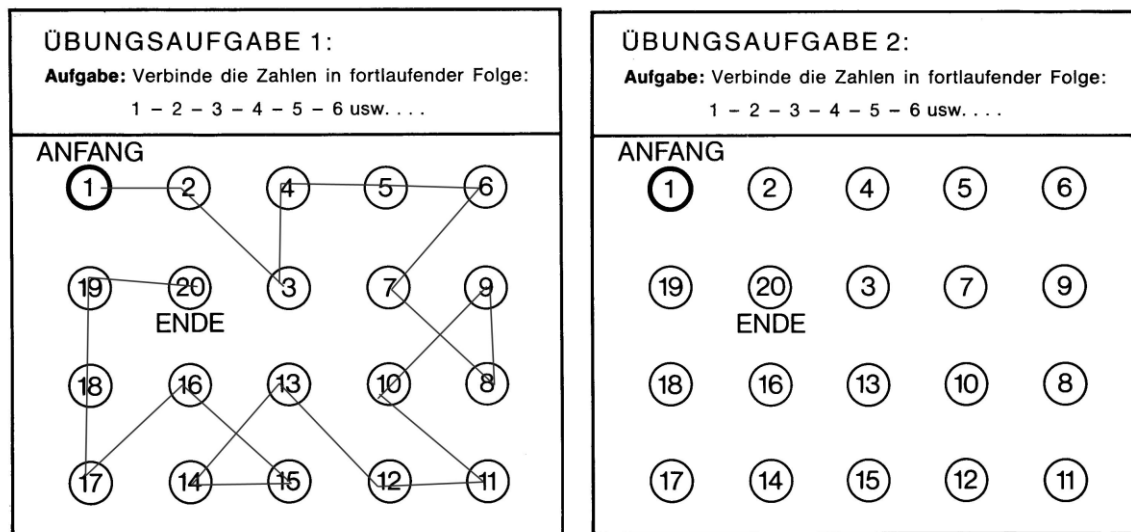 ÜBUNGSAUFGABE 1:
Aufgabe: Verbinde die Zahlen in fortlaufender Folge:
1 – 2 – 3 – 4 – 5 – 6 usw. . . .
ANFANG
1 2 4 5 6
19 20 3 7 9
ENDE
18 16 13 10 8
17 14 15 12 11
ÜBUNGSAUFGABE 2:
Aufgabe: Verbinde die Zahlen in fortlaufender Folge:
1 – 2 – 3 – 4 – 5 – 6 usw. . . .
ANFANG
1 2 4 5 6
19 20 3 7 9
ENDE
18 16 13 10 8
17 14 15 12 11